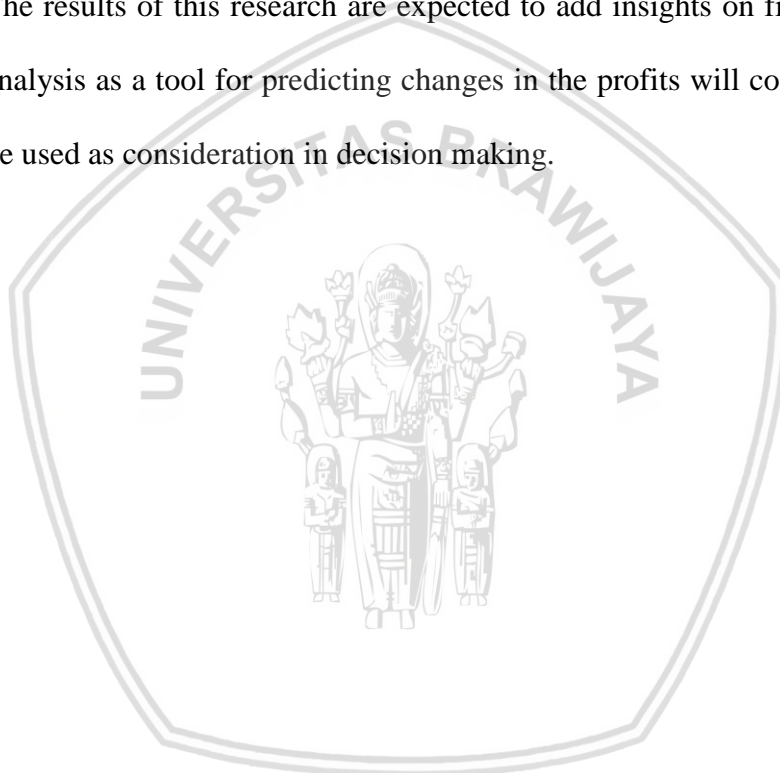 he results of this research are expected to add insights on fi
nalysis as a tool for predicting changes in the profits will co
e used as consideration in decision making.
UNIVERSITAS BRAWIJAYA